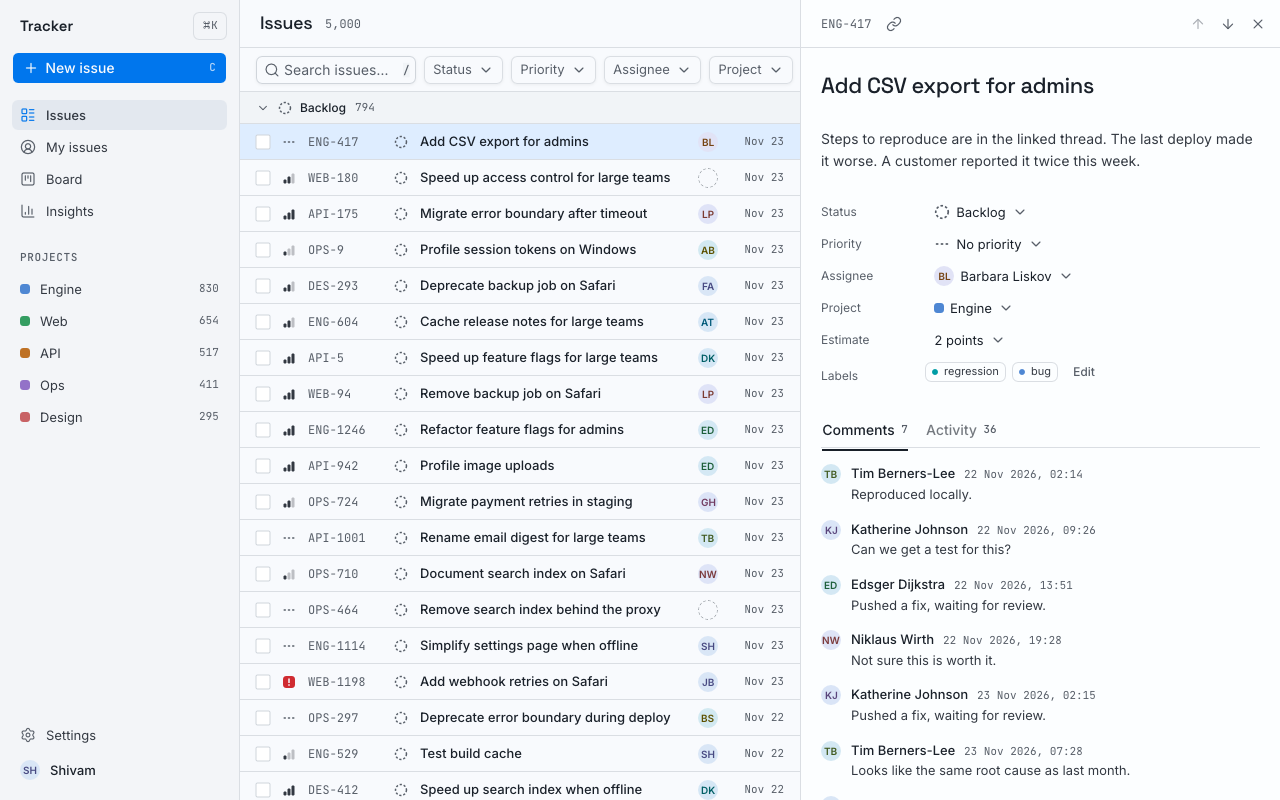 Tracker
⌘K
New issue C
Issues
My issues
Board
Insights
PROJECTS
Engine 830
Web 654
API 517
Ops 411
Design 295
Settings
SH Shivam
Issues 5,000
Search issues... /
Status
Priority
Assignee
Project
Backlog 794
ENG-417 Add CSV export for admins BL Nov 23
WEB-180 Speed up access control for large teams Nov 23
API-175 Migrate error boundary after timeout LP Nov 23
OPS-9 Profile session tokens on Windows AB Nov 23
DES-293 Deprecate backup job on Safari FA Nov 23
ENG-604 Cache release notes for large teams AT Nov 23
API-5 Speed up feature flags for large teams DK Nov 23
WEB-94 Remove backup job on Safari LP Nov 23
ENG-1246 Refactor feature flags for admins ED Nov 23
API-942 Profile image uploads ED Nov 23
OPS-724 Migrate payment retries in staging GH Nov 23
API-1001 Rename email digest for large teams TB Nov 23
OPS-710 Document search index on Safari NW Nov 23
OPS-464 Remove search index behind the proxy Nov 23
ENG-1114 Simplify settings page when offline SH Nov 23
WEB-1198 Add webhook retries on Safari JB Nov 23
OPS-297 Deprecate error boundary during deploy BS Nov 22
ENG-529 Test build cache SH Nov 22
DES-412 Speed up search index when offline DK Nov 22
ENG-417
Add CSV export for admins
Steps to reproduce are in the linked thread. The last deploy made
it worse. A customer reported it twice this week.
Status Backlog
Priority No priority
Assignee BL Barbara Liskov
Project Engine
Estimate 2 points
Labels regression bug Edit
Comments 7 Activity 36
TB Tim Berners-Lee 22 Nov 2026, 02:14
Reproduced locally.
KJ Katherine Johnson 22 Nov 2026, 09:26
Can we get a test for this?
ED Edsger Dijkstra 22 Nov 2026, 13:51
Pushed a fix, waiting for review.
NW Niklaus Wirth 22 Nov 2026, 19:28
Not sure this is worth it.
KJ Katherine Johnson 23 Nov 2026, 02:15
Pushed a fix, waiting for review.
TB Tim Berners-Lee 23 Nov 2026, 07:28
Looks like the same root cause as last month.